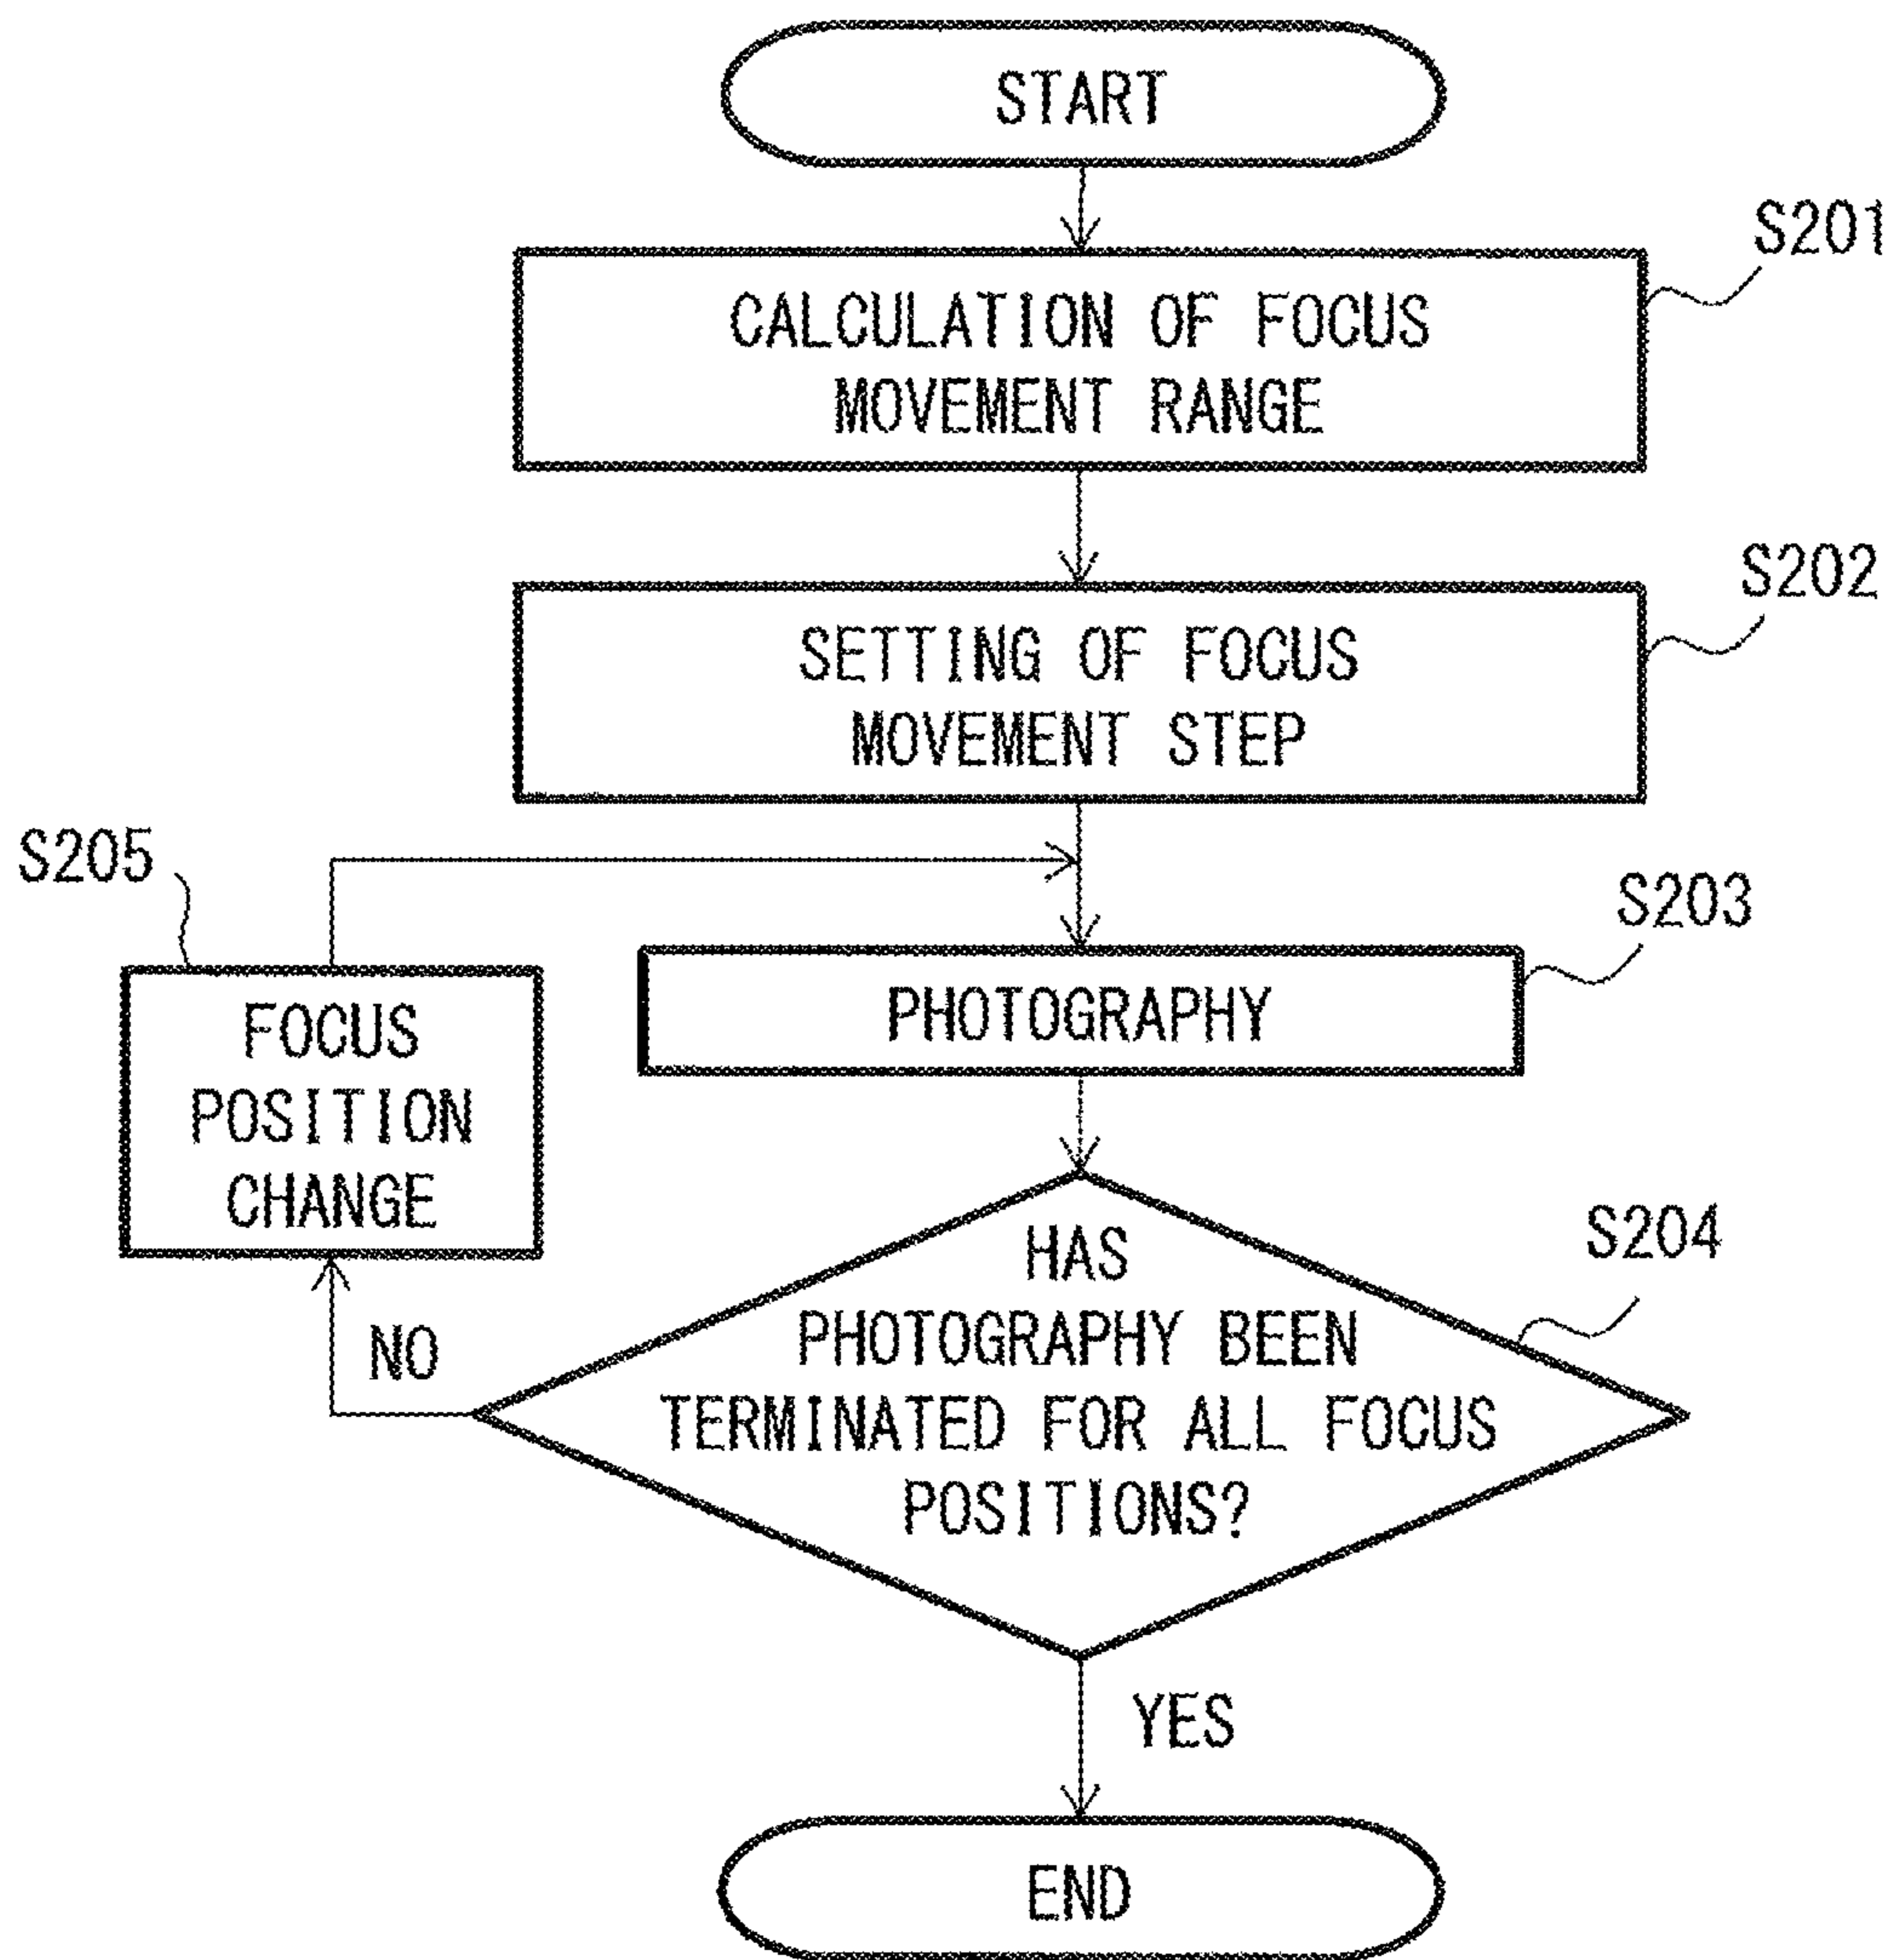 START
S201
CALCULATION OF FOCUS
MOVEMENT RANGE
S202
SETTING OF FOCUS
MOVEMENT STEP
S205
S203
FOCUS
POSITION
CHANGE
PHOTOGRAPHY
S204
HAS
PHOTOGRAPHY BEEN
TERMINATED FOR ALL FOCUS
POSITIONS?
NO
YES
END